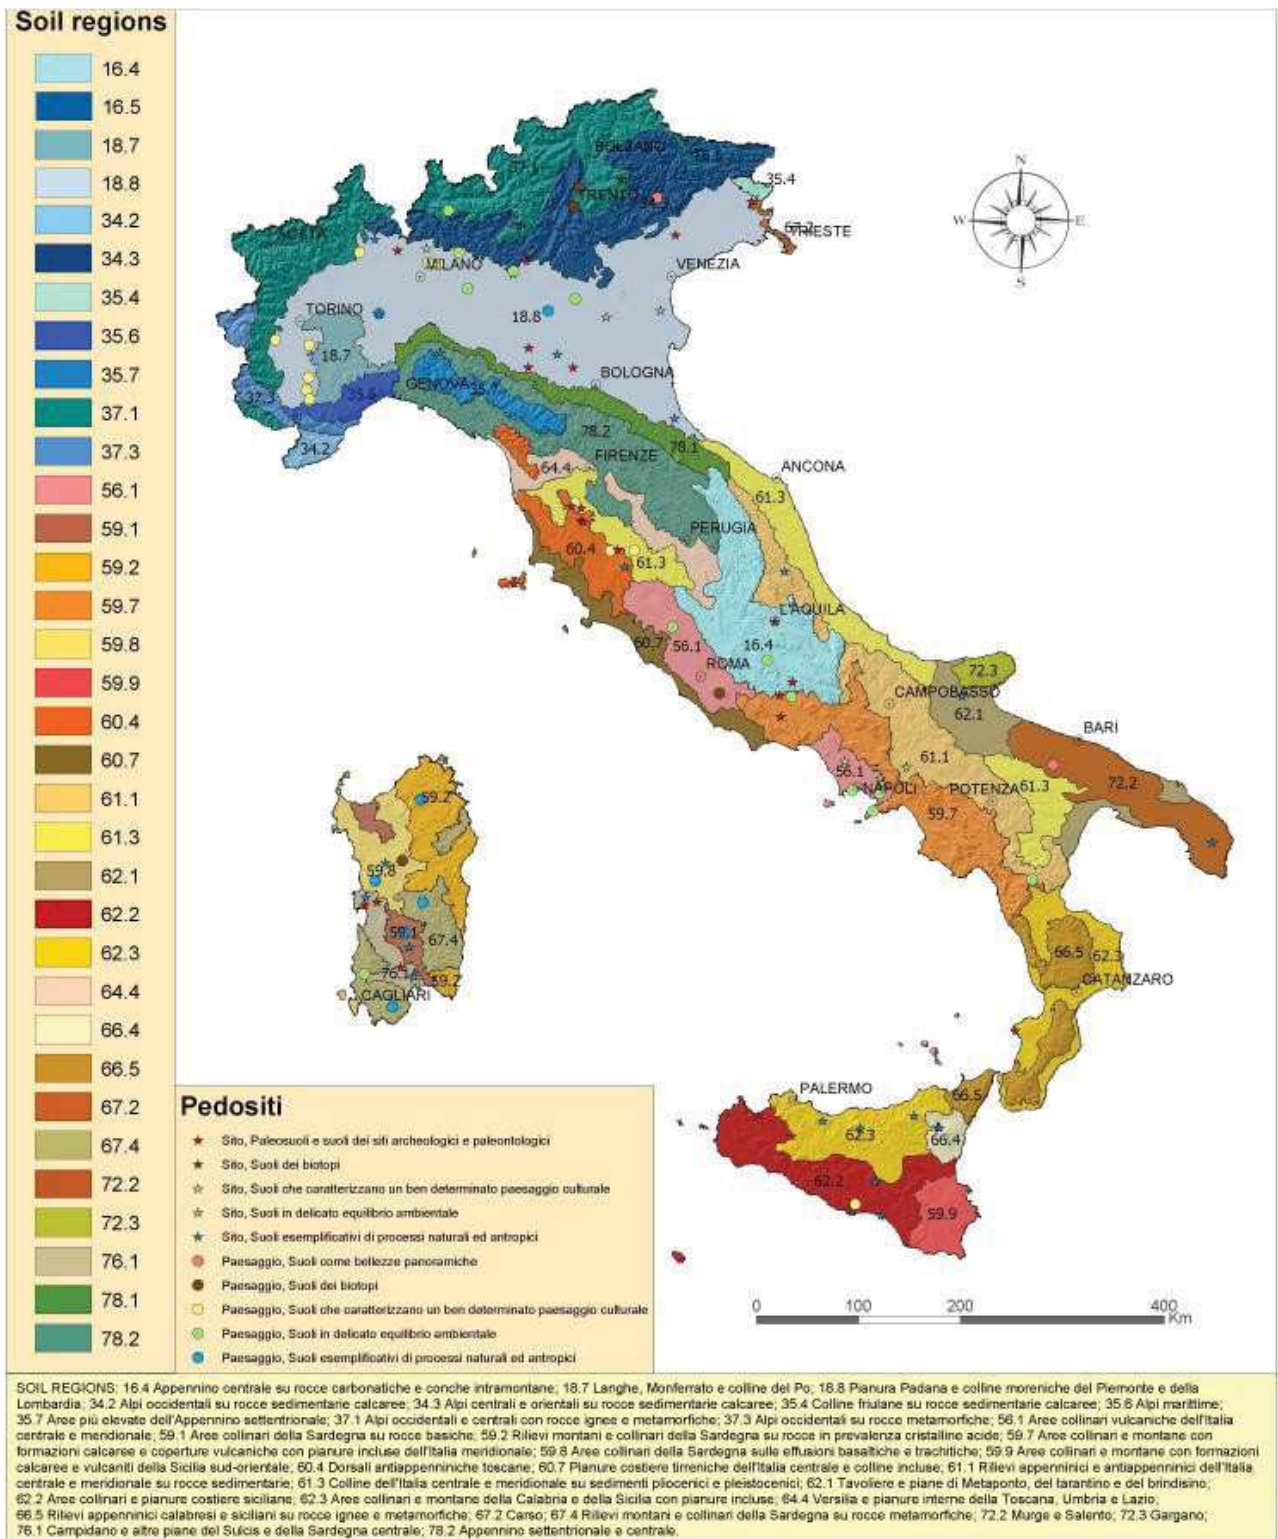 Soil regions
16.4
16.5
18.7
18.8
34.2
34.3
35.4
35.6
35.7
37.1
37.3
56.1
59.1
59.2
59.7
59.8
59.9
60.4
60.7
61.1
61.3
62.1
62.2
62.3
64.4
66.4
66.5
67.2
67.4
72.2
72.3
76.1
78.1
78.2
N
W
E
S
BOLZANO
35.4
TRENTO
TRIESTE
MILANO
VENEZIA
TORINO
18.8
18.7
BOLOGNA
GENOVA
37.3
35.6
34.2
78.2
78.1
FIRENZE
64.4
ANCONA
61.3
PERUGIA
60.4
61.3
L'AQUILA
60.7
56.1
16.4
ROMA
72.3
CAMPOBASSO
62.1
BARI
61.1
56.1
NAPOLI
POTENZA
61.3
72.2
59.7
59.2
59.8
59.1
67.4
76.1
59.2
CAGLIARI
66.5
62.3
CATANZARO
PALERMO
66.5
62.3
66.4
62.2
59.9
0 100 200 400
Km
Pedositi
Sito, Paleosuoli e suoli dei siti archeologici e paleontologici
Sito, Suoli dei biotopi
Sito, Suoli che caratterizzano un ben determinato paesaggio culturale
Sito, Suoli in delicato equilibrio ambientale
Sito, Suoli esemplificativi di processi naturali ed antropici
Paesaggio, Suoli come bellezze panoramiche
Paesaggio, Suoli dei biotopi
Paesaggio, Suoli che caratterizzano un ben determinato paesaggio culturale
Paesaggio, Suoli in delicato equilibrio ambientale
Paesaggio, Suoli esemplificativi di processi naturali ed antropici
SOIL REGIONS: 16.4 Appennino centrale su rocce carbonatiche e conche intramontane; 18.7 Langhe, Monferrato e colline del Po; 18.8 Pianura Padana e colline moreniche del Piemonte e della
Lombardia; 34.2 Alpi occidentali su rocce sedimentarie calcaree; 34.3 Alpi centrali e orientali su rocce sedimentarie calcaree; 35.4 Colline friulane su rocce sedimentarie calcaree; 35.6 Alpi marittime;
35.7 Aree più elevate dell'Appennino settentrionale; 37.1 Alpi occidentali e centrali con rocce ignee e metamorfiche; 37.3 Alpi occidentali su rocce metamorfiche; 56.1 Aree collinari vulcaniche dell'Italia
centrale e meridionale; 59.1 Aree collinari della Sardegna su rocce basiche; 59.2 Rilievi montani e collinari della Sardegna su rocce in prevalenza cristallino acide; 59.7 Aree collinari e montane con
formazioni calcaree e coperture vulcaniche con pianure incluse dell'Italia meridionale; 59.8 Aree collinari della Sardegna sulle effusioni basaltiche e trachitiche; 59.9 Aree collinari e montane con formazioni
calcaree e vulcaniti della Sicilia sud-orientale; 60.4 Dorsali antiappenniniche toscane; 60.7 Pianure costiere tirreniche dell'Italia centrale e colline incluse; 61.1 Rilievi appenninici e antiappenninici dell'Italia
centrale e meridionale su rocce sedimentarie; 61.3 Colline dell'Italia centrale e meridionale su sedimenti pliocenici e pleistocenici; 62.1 Tavoliere e piane di Metaponto, del tarantino e del brindisino;
62.2 Aree collinari e pianure costiere siciliane; 62.3 Aree collinari e montane della Calabria e della Sicilia con pianure incluse; 64.4 Versilia e pianure interne della Toscana, Umbria e Lazio;
66.5 Rilievi appenninici calabresi e siciliani su rocce ignee e metamorfiche; 67.2 Carso; 67.4 Rilievi montani e collinari della Sardegna su rocce metamorfiche; 72.2 Murge e Salento; 72.3 Gargano;
76.1 Campidano e altre piane del Sulcis e della Sardegna centrale; 78.2 Appennino settentrionale e centrale.